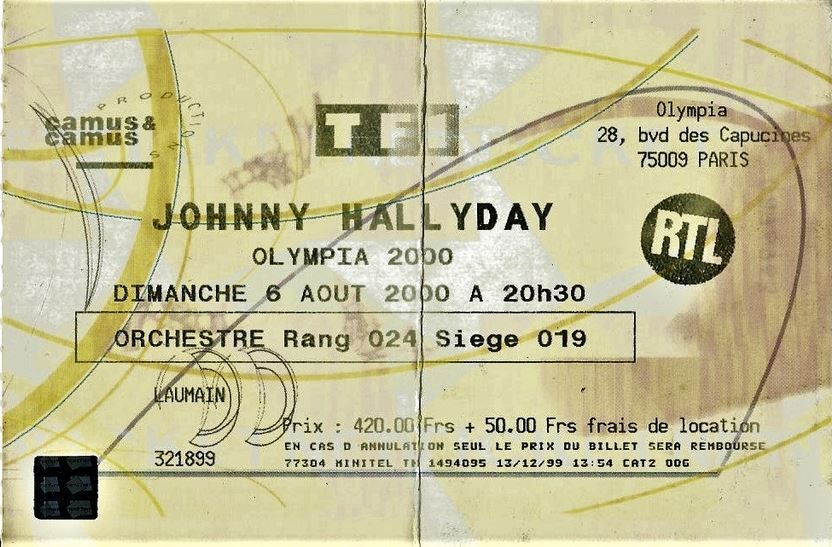 camus&
camus
PRODUCTIONS
TF1
Olympia
28, bvd des Capucines
75009 PARIS
JOHNNY HALLYDAY
RTL
OLYMPIA 2000
DIMANCHE 6 AOUT 2000 A 20h30
ORCHESTRE Rang 024 Siege 019
LAUMAIN
Prix : 420.00 Frs + 50.00 Frs frais de location
EN CAS D ANNULATION SEUL LE PRIX DU BILLET SERA REMBOURSE
321899
77304 MINITEL TM 1494095 13/12/99 13:54 CAT2 006